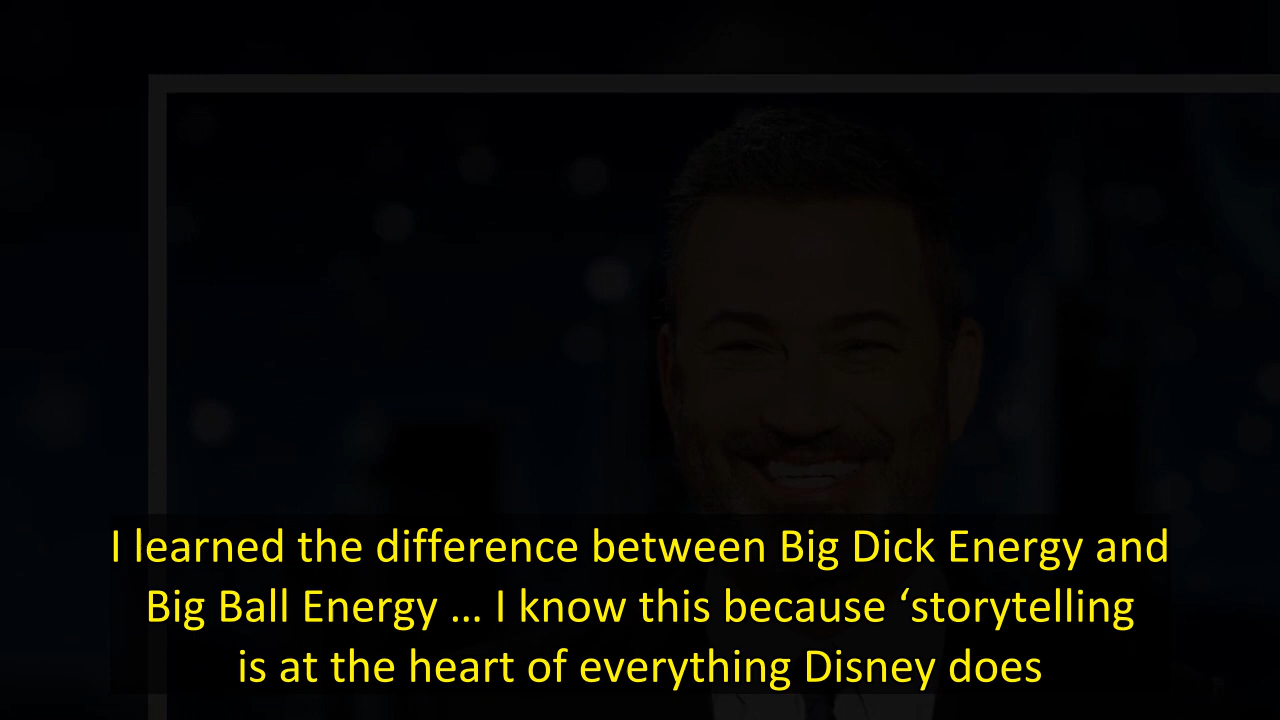 I learned the difference between Big Dick Energy and
Big Ball Energy … I know this because ‘storytelling
is at the heart of everything Disney does